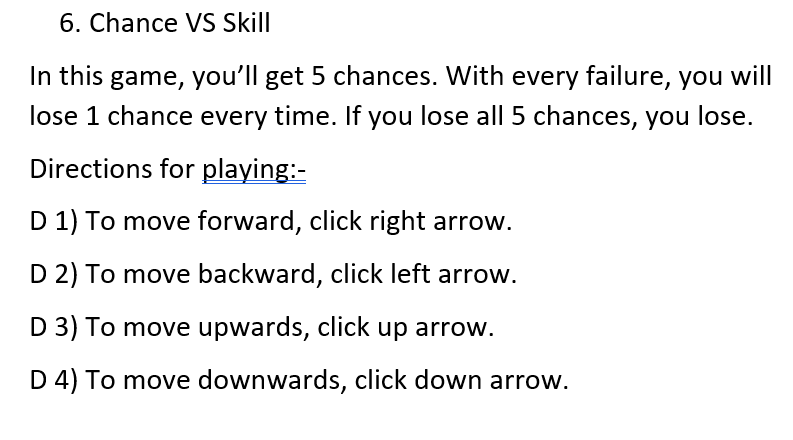 6. Chance VS Skill
In this game, you’ll get 5 chances. With every failure, you will
lose 1 chance every time. If you lose all 5 chances, you lose.
Directions for playing:-
D 1) To move forward, click right arrow.
D 2) To move backward, click left arrow.
D 3) To move upwards, click up arrow.
D 4) To move downwards, click down arrow.